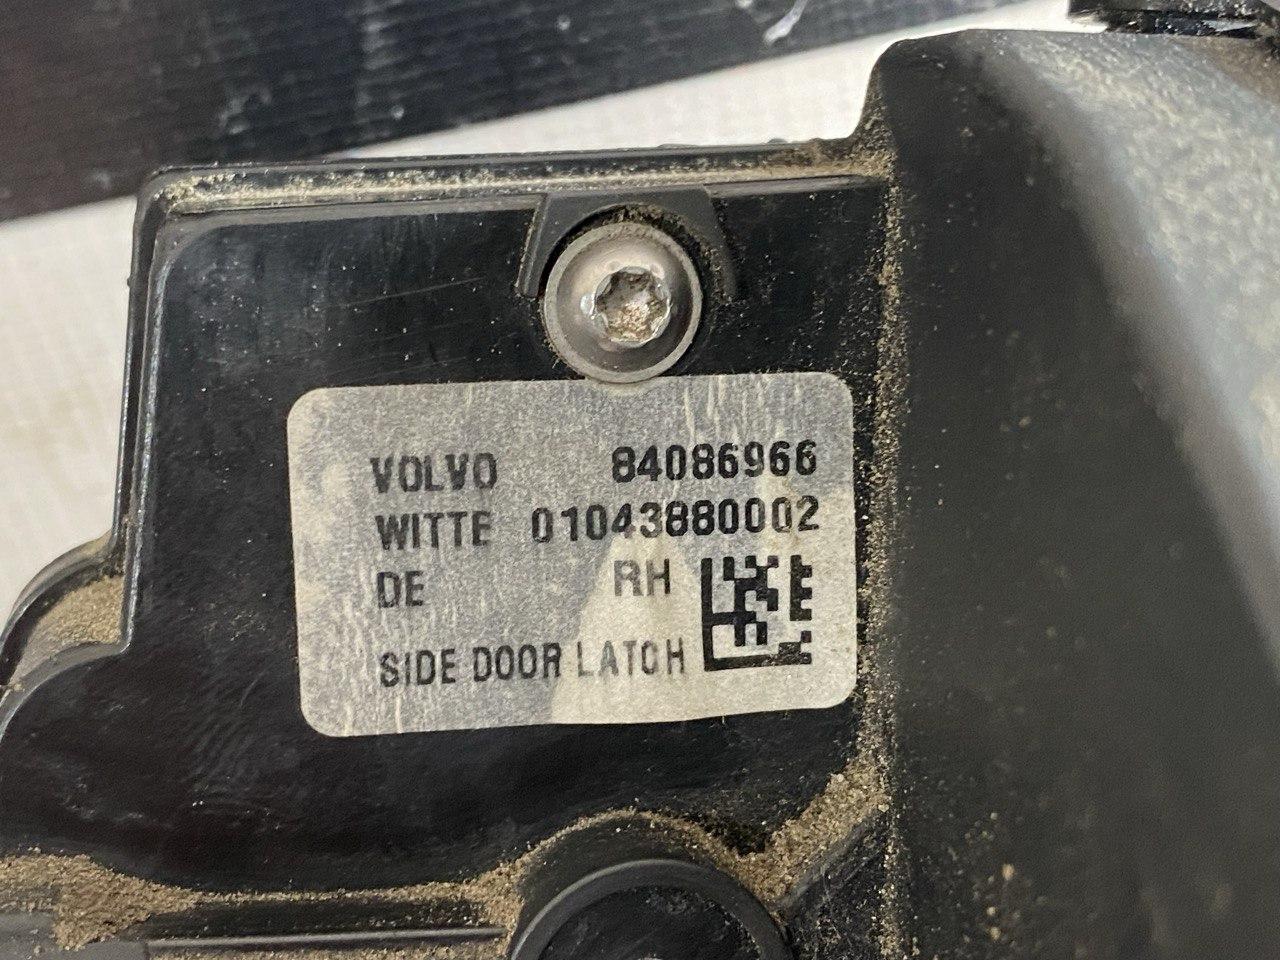 VOLVO 84086966
WITTE 01043880002
DE RH
SIDE DOOR LATCH